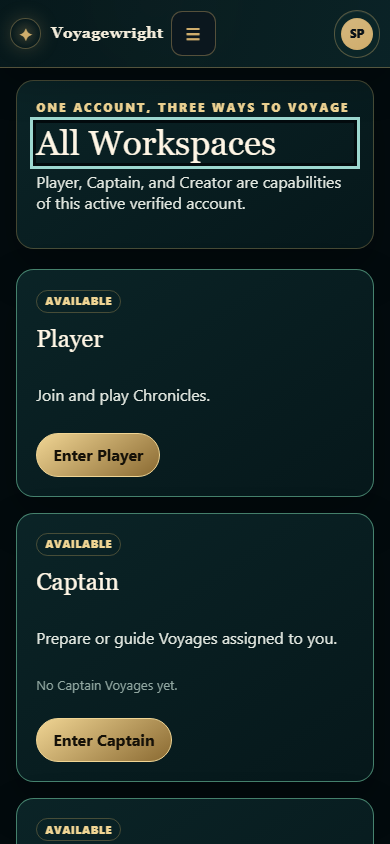 Voyagewright
SP
ONE ACCOUNT, THREE WAYS TO VOYAGE
All Workspaces
Player, Captain, and Creator are capabilities
of this active verified account.
AVAILABLE
Player
Join and play Chronicles.
Enter Player
AVAILABLE
Captain
Prepare or guide Voyages assigned to you.
No Captain Voyages yet.
Enter Captain
AVAILABLE